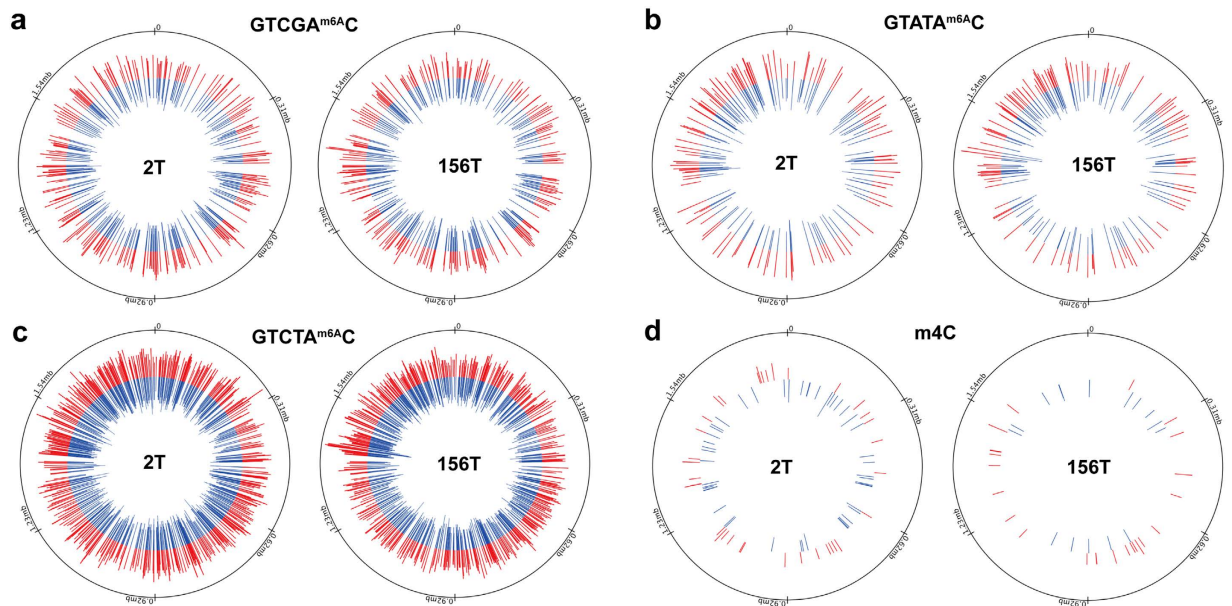 a GTCGAm6AC
0
0.31mb
0.62mb
0.92mb
1.23mb
1.54mb
2T
0
0.31mb
0.62mb
0.92mb
1.23mb
1.54mb
156T
b GTATAm6AC
0
0.31mb
0.62mb
0.92mb
1.23mb
1.54mb
2T
0
0.31mb
0.62mb
0.92mb
1.23mb
1.54mb
156T
c GTCTAm6AC
0
0.31mb
0.62mb
0.92mb
1.23mb
1.54mb
2T
0
0.31mb
0.62mb
0.92mb
1.23mb
1.54mb
156T
d m4C
0
0.31mb
0.62mb
0.92mb
1.23mb
1.54mb
2T
0
0.31mb
0.62mb
0.92mb
1.23mb
1.54mb
156T